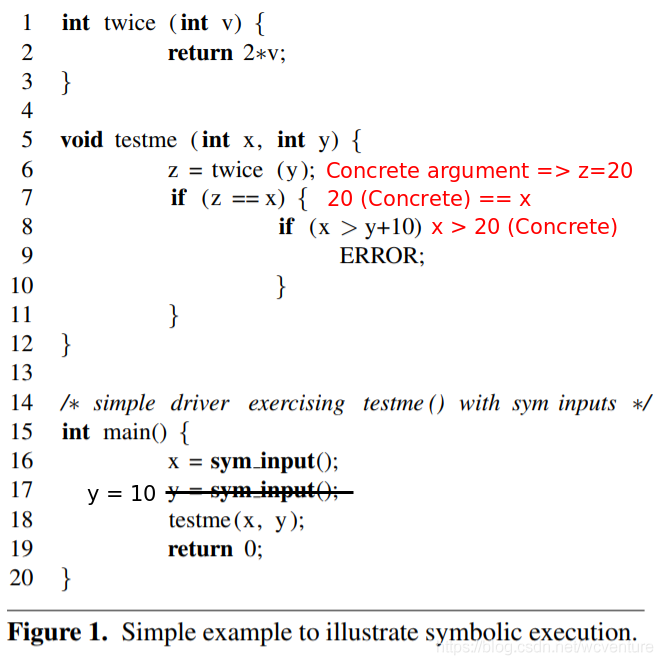 1 int twice (int v) {
2 return 2*v;
3 }
4
5 void testme (int x, int y) {
6 z = twice (y); Concrete argument => z=20
7 if (z == x) { 20 (Concrete) == x
8 if (x > y+10) x > 20 (Concrete)
9 ERROR;
10 }
11 }
12 }
13
14 /* simple driver exercising testme() with sym inputs */
15 int main() {
16 x = sym_input();
17 y = 10 y = sym_input();
18 testme(x, y);
19 return 0;
20 }
Figure 1. Simple example to illustrate symbolic execution.
https://blog.csdn.net/wcventure